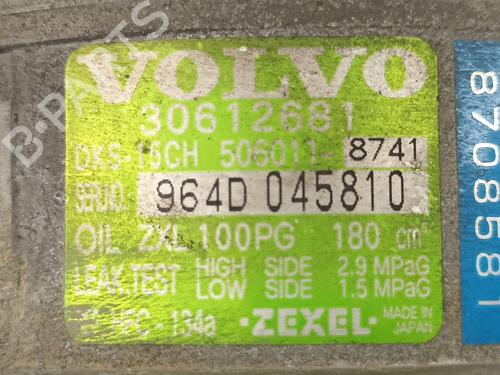 VOLVO
30612681
DKS-15CH 506011-8741
SER.NO. 964D 045810
OIL ZXL 100PG 180 cm
LEAK TEST HIGH SIDE 2.9 MPaG
LOW SIDE 1.5 MPaG
HFC-134a ZEXEL MADE IN JAPAN
8708581
B-PARTS